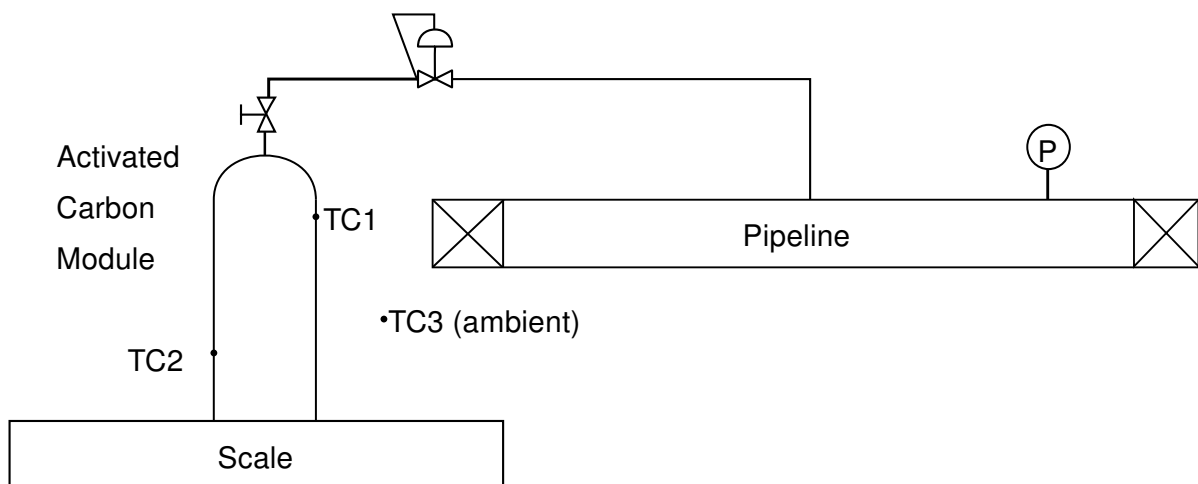 P
Activated
Carbon
Module
TC1
Pipeline
TC3 (ambient)
TC2
Scale